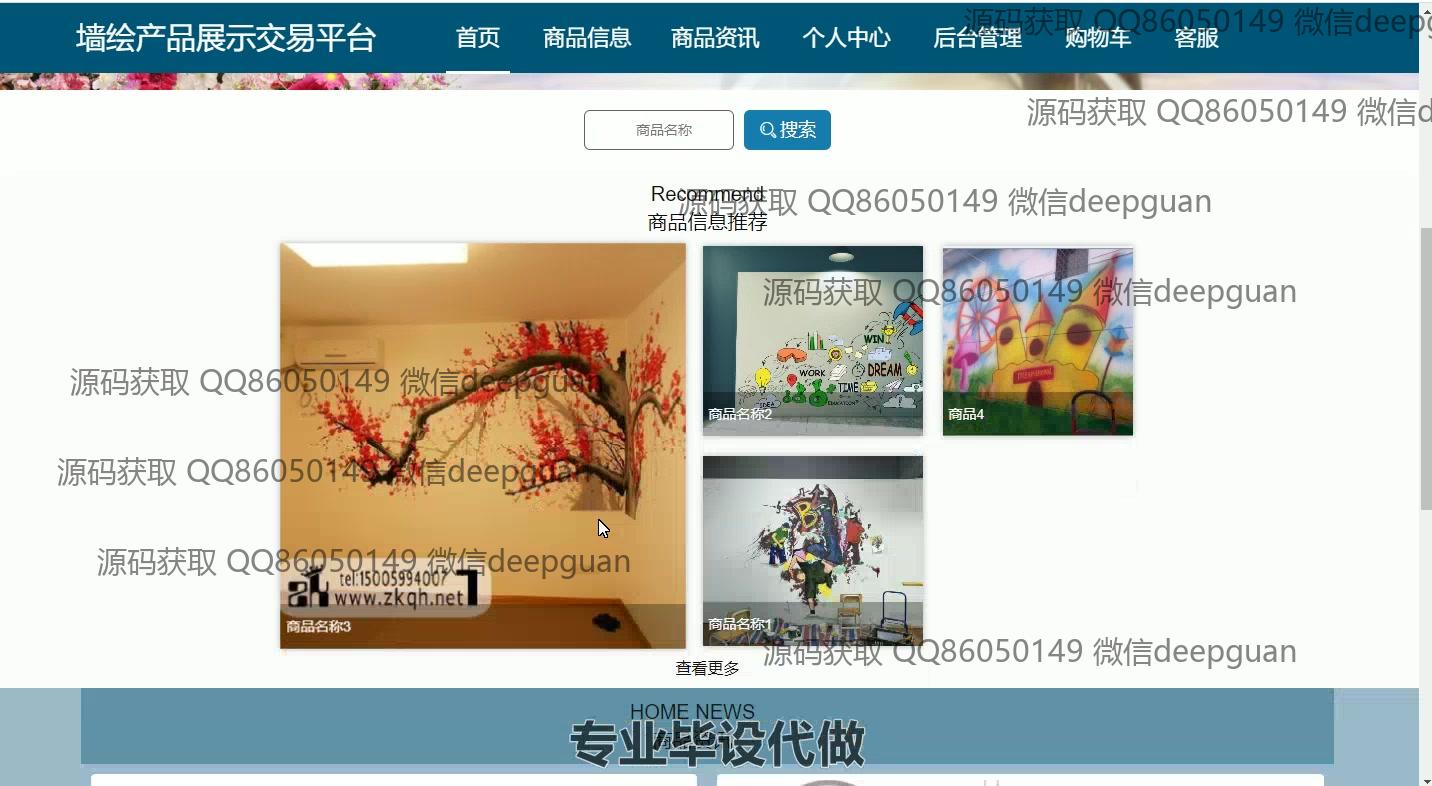 墙绘产品展示交易平台 首页 商品信息 商品资讯 个人中心 后台管理 购物车 客服
源码获取 QQ86050149 微信deepg
源码获取 QQ86050149 微信d
商品名称 搜索
Recommend
源码获取 QQ86050149 微信deepguan
商品信息推荐
源码获取 QQ86050149 微信deepguan
WIN
WORK
DREAM
TIME
IDEA
EDUCATION
源码获取 QQ86050149 微信deepguan
商品名称2
商品4
源码获取 QQ86050149 微信deepguan
B
源码获取 QQ86050149 微信deepguan
tel:15005994007
www.zkqh.net
商品名称3
商品名称1
源码获取 QQ86050149 微信deepguan
查看更多
HOME NEWS
专业毕设代做